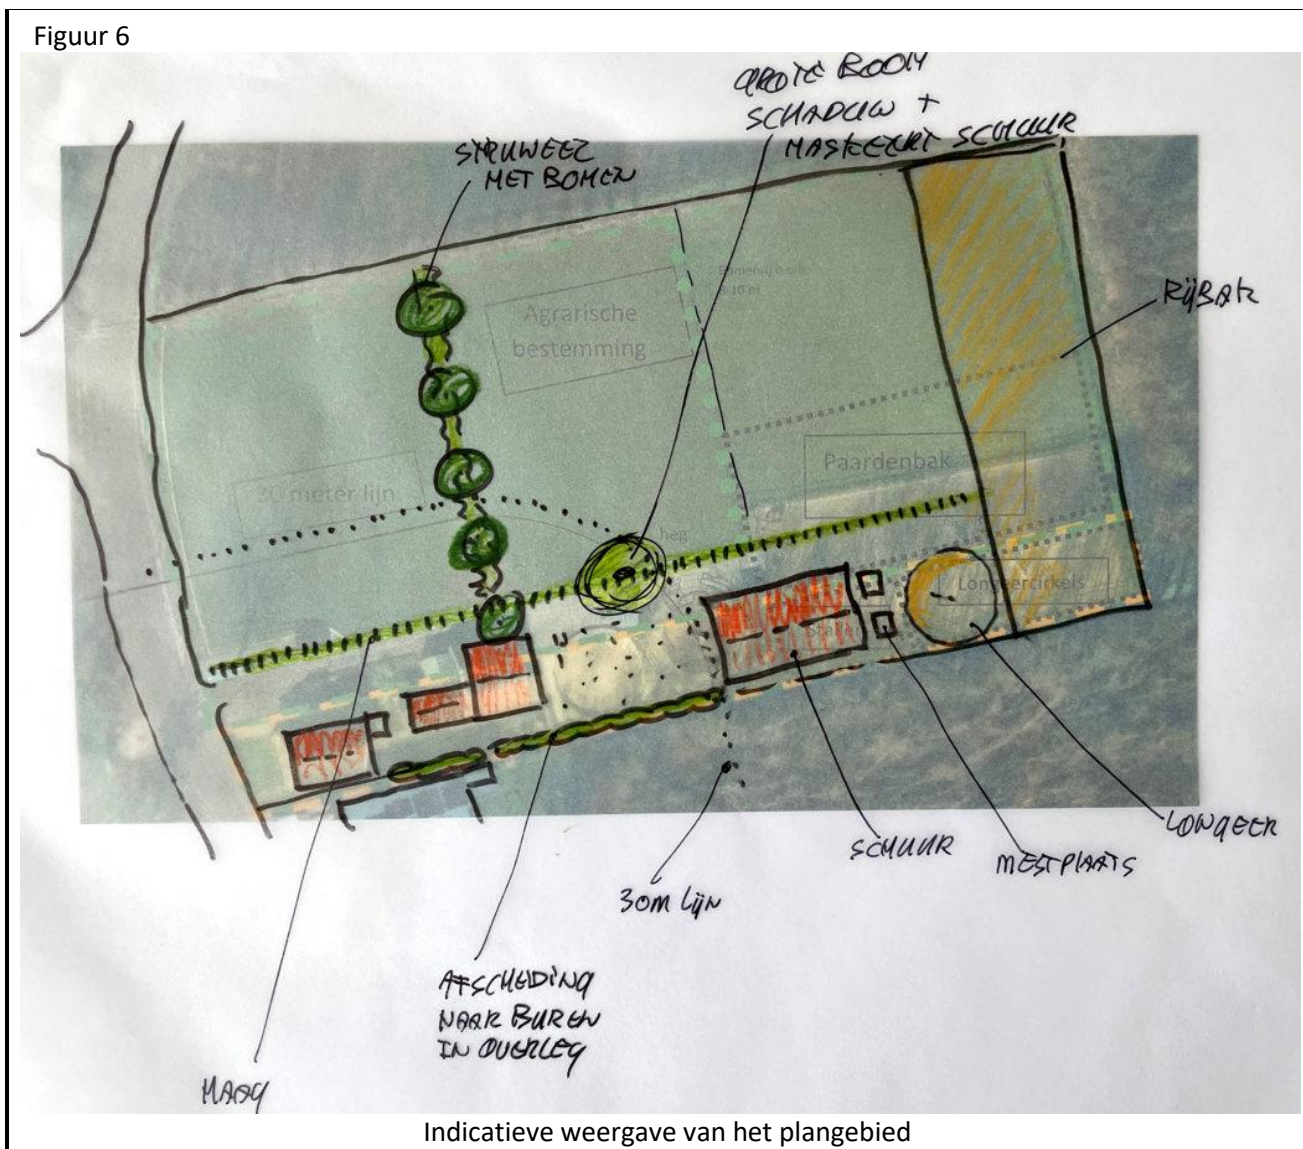 Figuur 6
GROTE BOOM
SCHADUW +
MASKEERT SCHUUR
STRUWEEL
MET BOMEN
Agrarische
bestemming
RIJBAK
Paardenbak
30 meter lijn
heg
Longeercirkels
LONGEER
SCHUUR
MESTPLAATS
30m lijn
AFSCHEIDING
NAAR BUREN
IN OVERLEG
HAAG
Indicatieve weergave van het plangebied